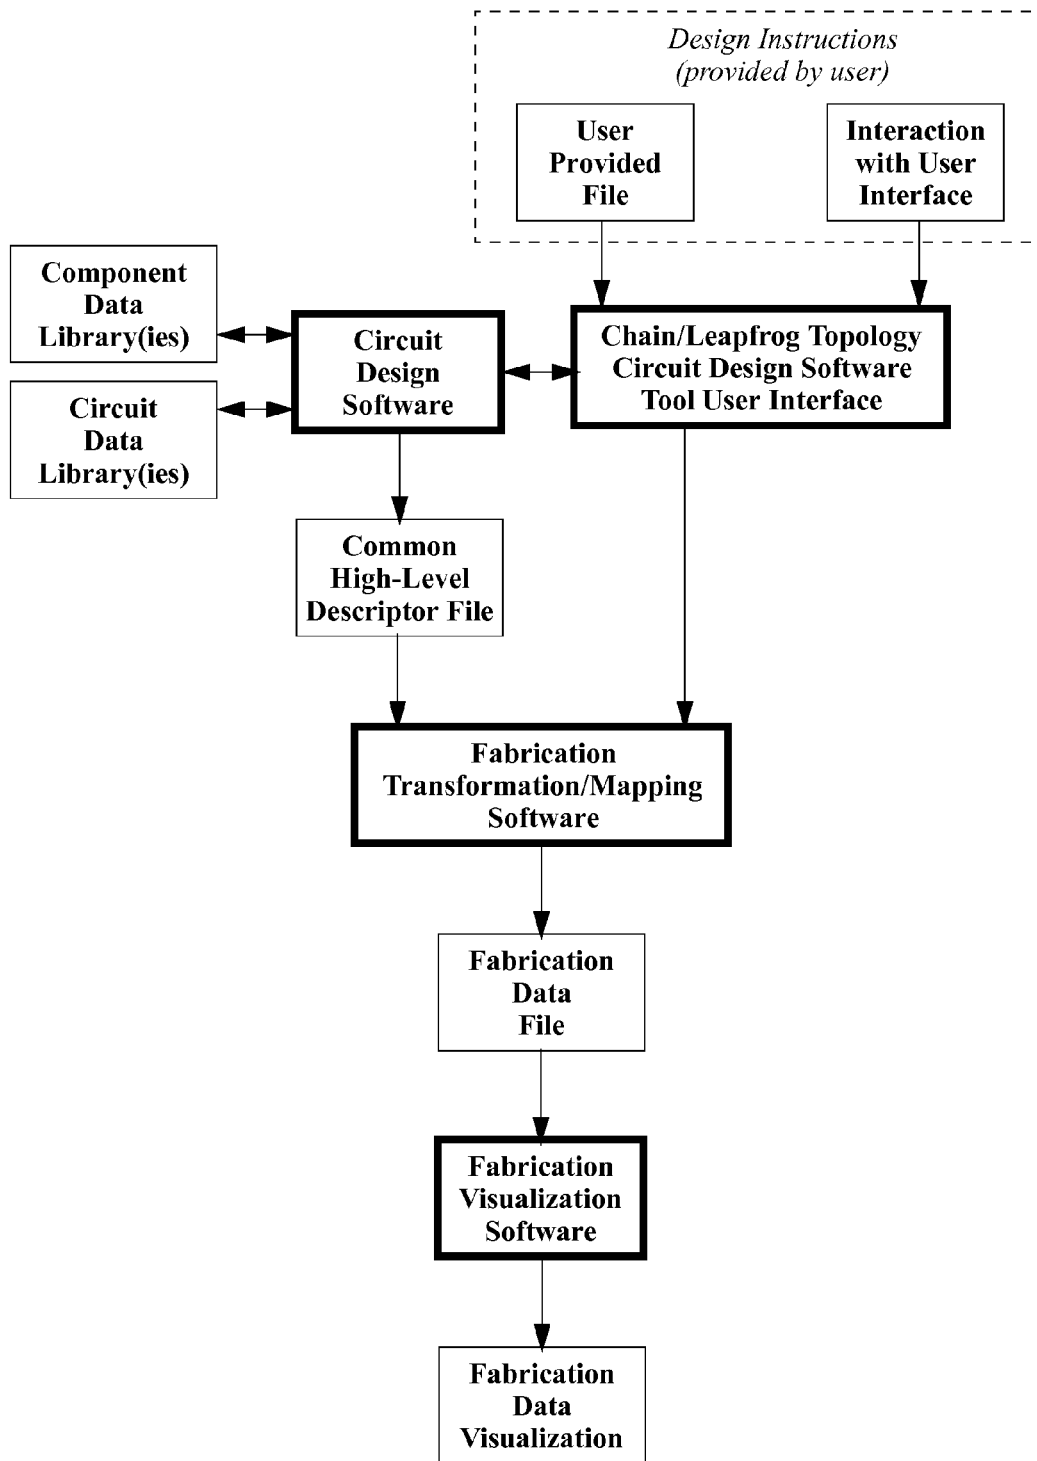 Design Instructions
(provided by user)
User
Provided
File
Interaction
with User
Interface
Component
Data
Library(ies)
Circuit
Data
Library(ies)
Circuit
Design
Software
Chain/Leapfrog Topology
Circuit Design Software
Tool User Interface
Common
High-Level
Descriptor File
Fabrication
Transformation/Mapping
Software
Fabrication
Data
File
Fabrication
Visualization
Software
Fabrication
Data
Visualization